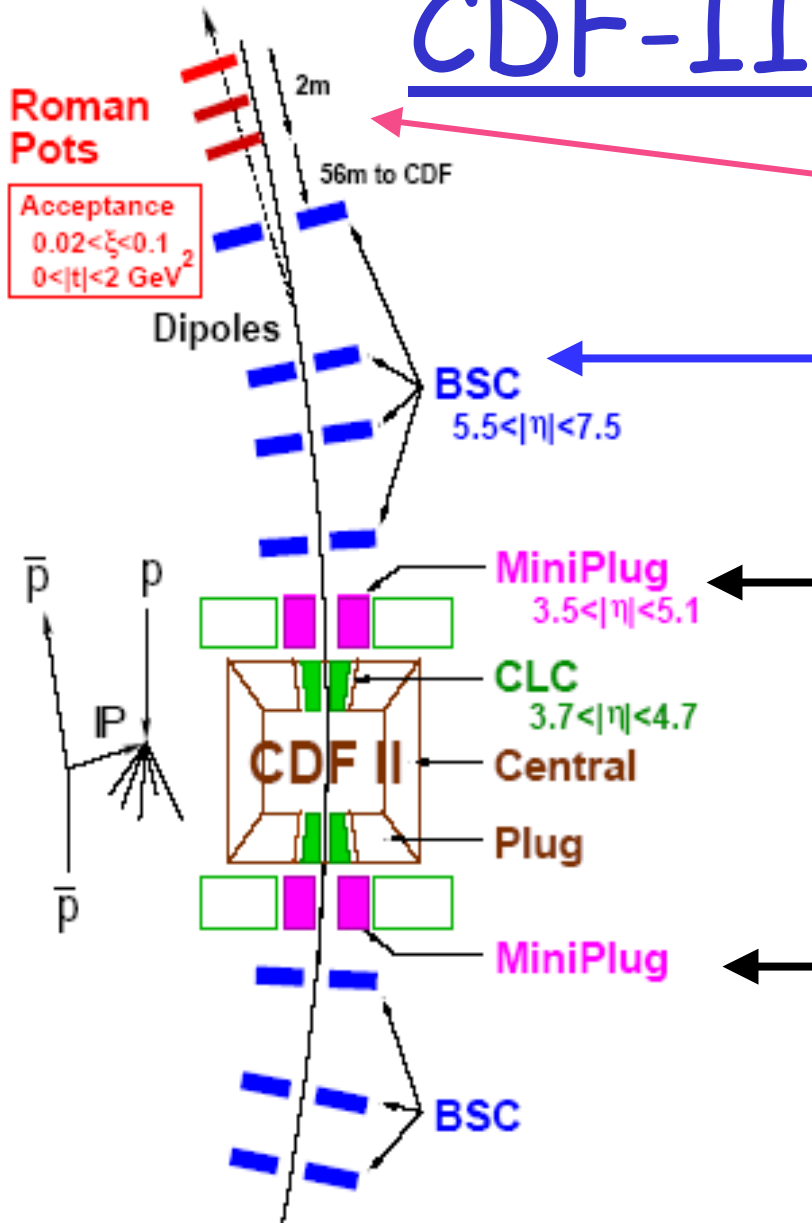 CDF-II
2m
Roman
Pots
56m to CDF
Acceptance
0.02<ξ<0.1
0<|t|<2 GeV²
Dipoles
BSC
5.5<|η|<7.5
p̅
p
MiniPlug
3.5<|η|<5.1
CLC
3.7<|η|<4.7
IP
CDF II
Central
Plug
p̅
MiniPlug
BSC